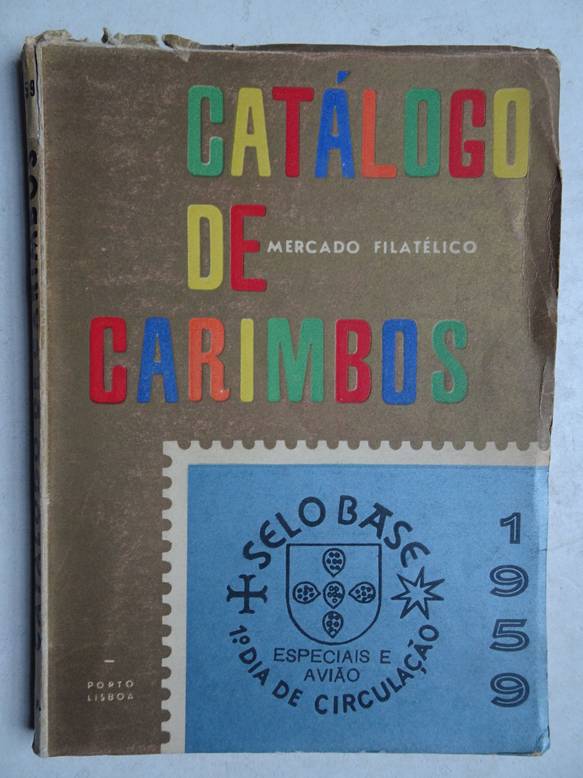 CATÁLOGO
DE
MERCADO FILATÉLICO
CARIMBOS
SELO BASE
ESPECIAIS E
AVIÃO
1º DIA DE CIRCULAÇÃO
1959
PORTO
LISBOA